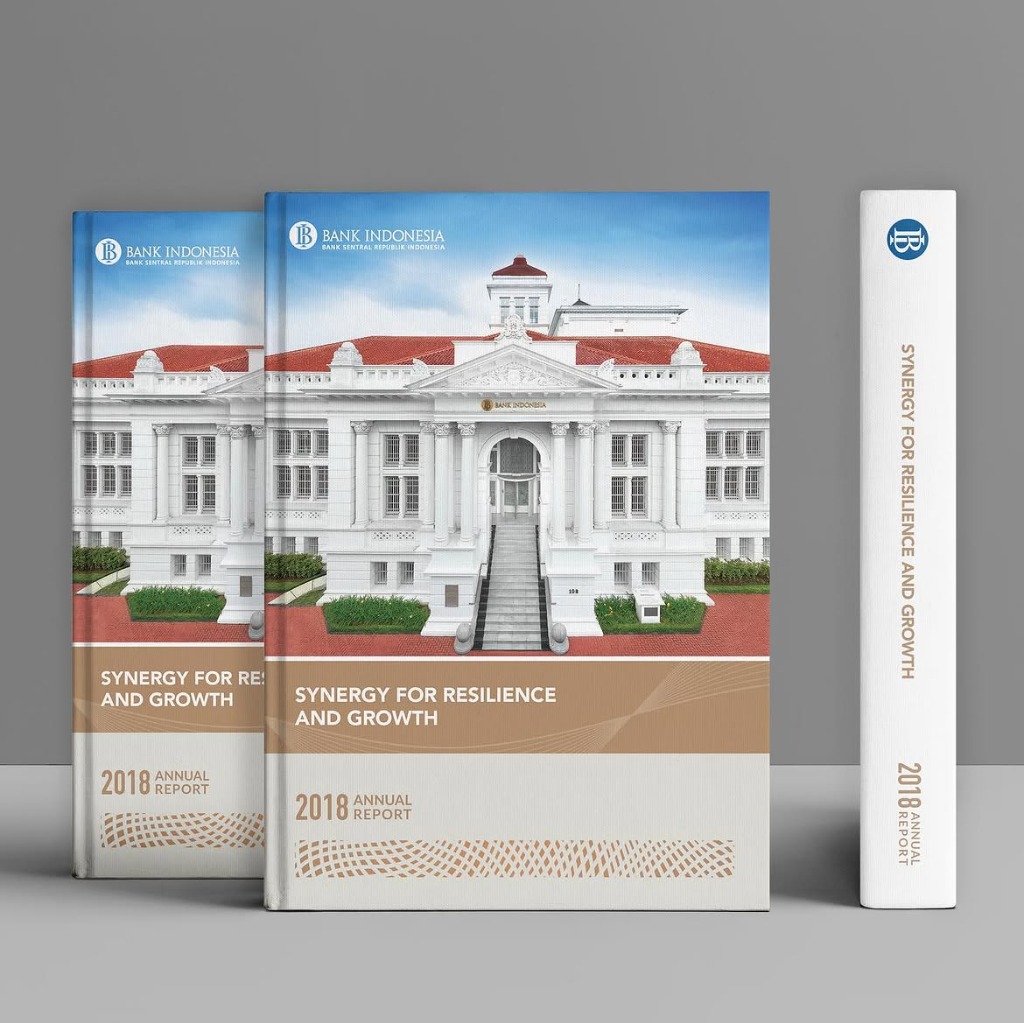 BANK INDONESIA
BANK SENTRAL REPUBLIK INDONESIA
SYNERGY FOR RES
AND GROWTH
2018 ANNUAL
REPORT
BANK INDONESIA
BANK SENTRAL REPUBLIK INDONESIA
BANK INDONESIA
SYNERGY FOR RESILIENCE
AND GROWTH
2018 ANNUAL
REPORT
SYNERGY FOR RESILIENCE AND GROWTH
2018 ANNUAL
REPORT